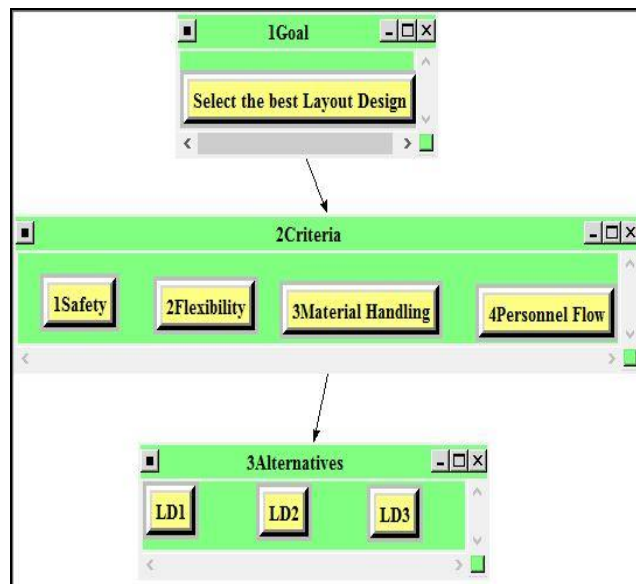 1Goal
Select the best Layout Design
2Criteria
1Safety
2Flexibility
3Material Handling
4Personnel Flow
3Alternatives
LD1
LD2
LD3